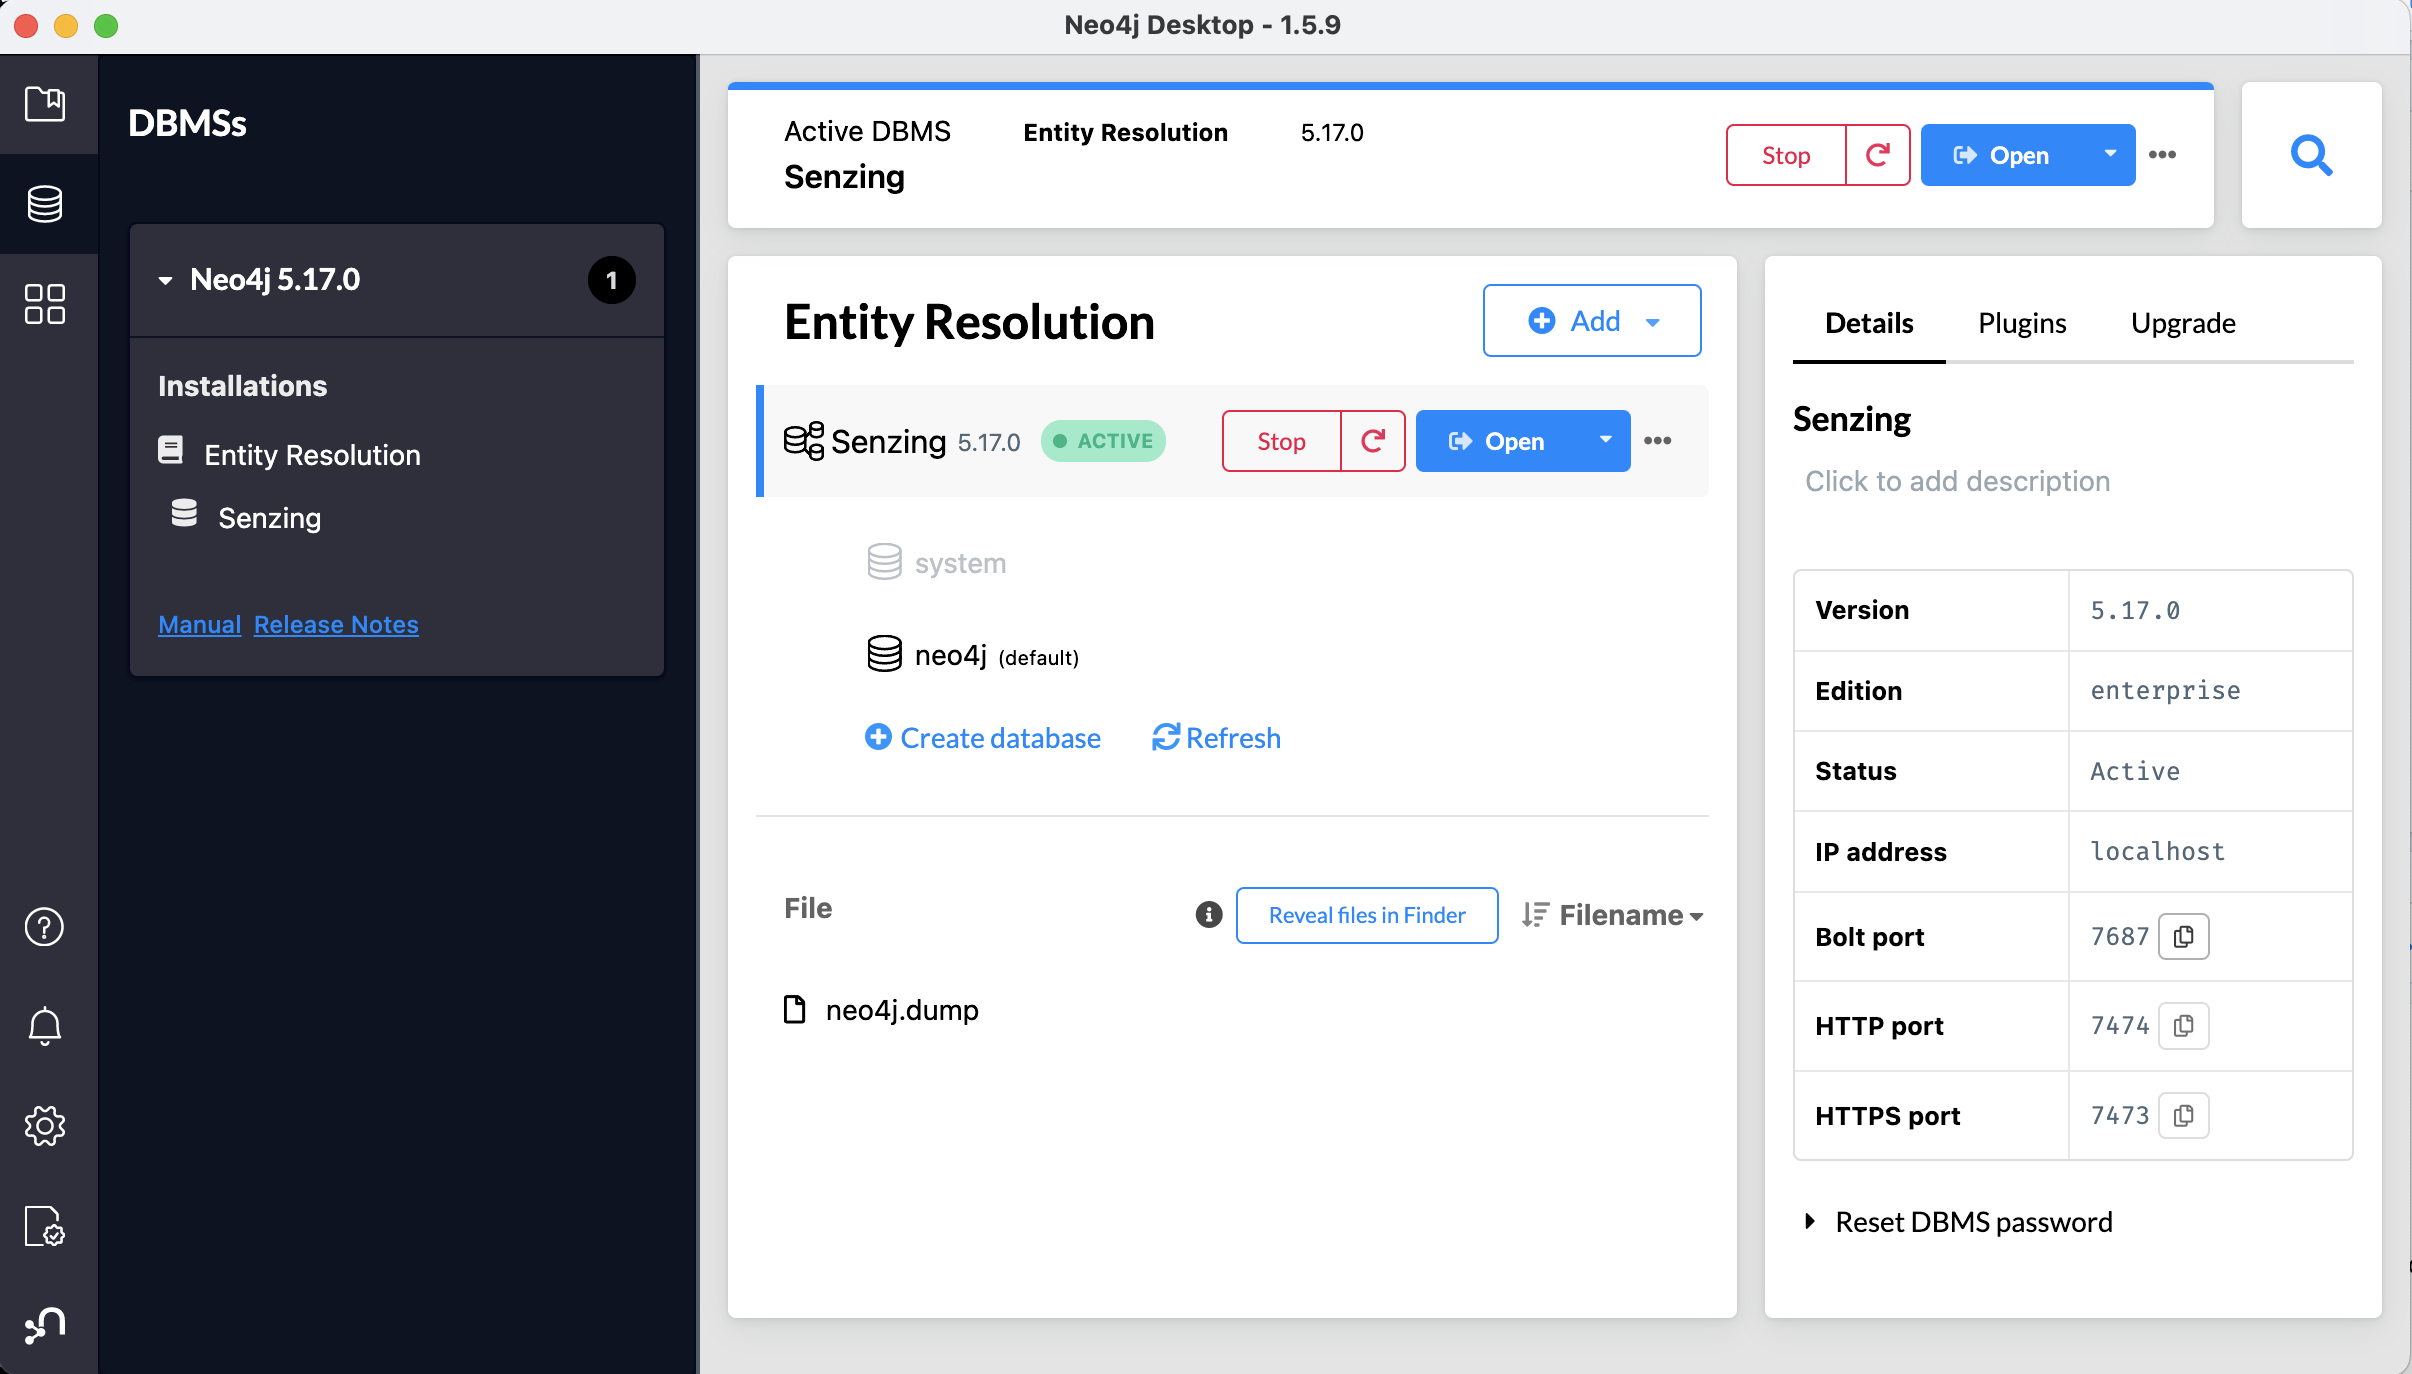 Neo4j Desktop - 1.5.9
DBMSs
Neo4j 5.17.0
1
Installations
Entity Resolution
Senzing
Manual Release Notes
Active DBMS
Senzing
Entity Resolution
5.17.0
Stop
Open
Entity Resolution
Add
Senzing 5.17.0 ACTIVE
Stop
Open
system
neo4j (default)
Create database
Refresh
File
Reveal files in Finder
Filename
neo4j.dump
Details
Plugins
Upgrade
Senzing
Click to add description
Version 5.17.0
Edition enterprise
Status Active
IP address localhost
Bolt port 7687
HTTP port 7474
HTTPS port 7473
Reset DBMS password